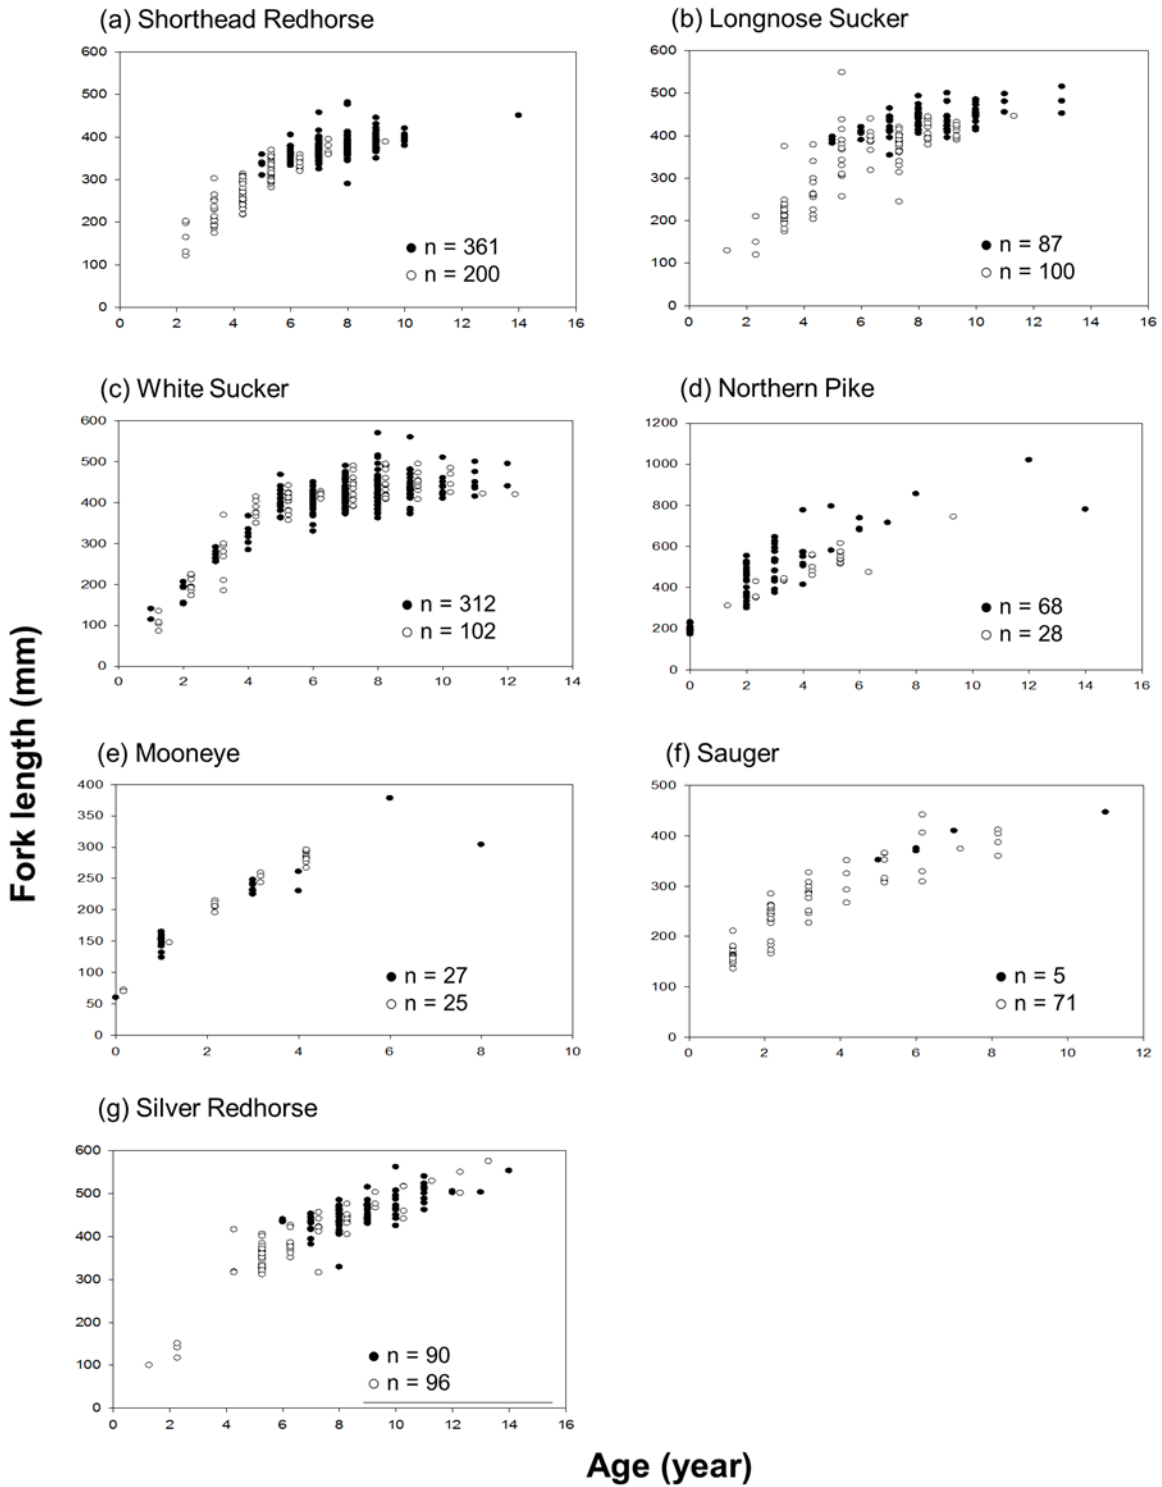 (a) Shorthead Redhorse
600
500
400
300
200
100
0
0 2 4 6 8 10 12 14 16
n = 361
n = 200
(b) Longnose Sucker
600
500
400
300
200
100
0
0 2 4 6 8 10 12 14 16
n = 87
n = 100
(c) White Sucker
600
500
400
300
200
100
0
0 2 4 6 8 10 12 14
n = 312
n = 102
(d) Northern Pike
1200
1000
800
600
400
200
0
0 2 4 6 8 10 12 14 16
n = 68
n = 28
(e) Mooneye
400
350
300
250
200
150
100
50
0
0 2 4 6 8 10
n = 27
n = 25
(f) Sauger
500
400
300
200
100
0
0 2 4 6 8 10 12
n = 5
n = 71
(g) Silver Redhorse
600
500
400
300
200
100
0
0 2 4 6 8 10 12 14 16
n = 90
n = 96
Fork length (mm)
Age (year)